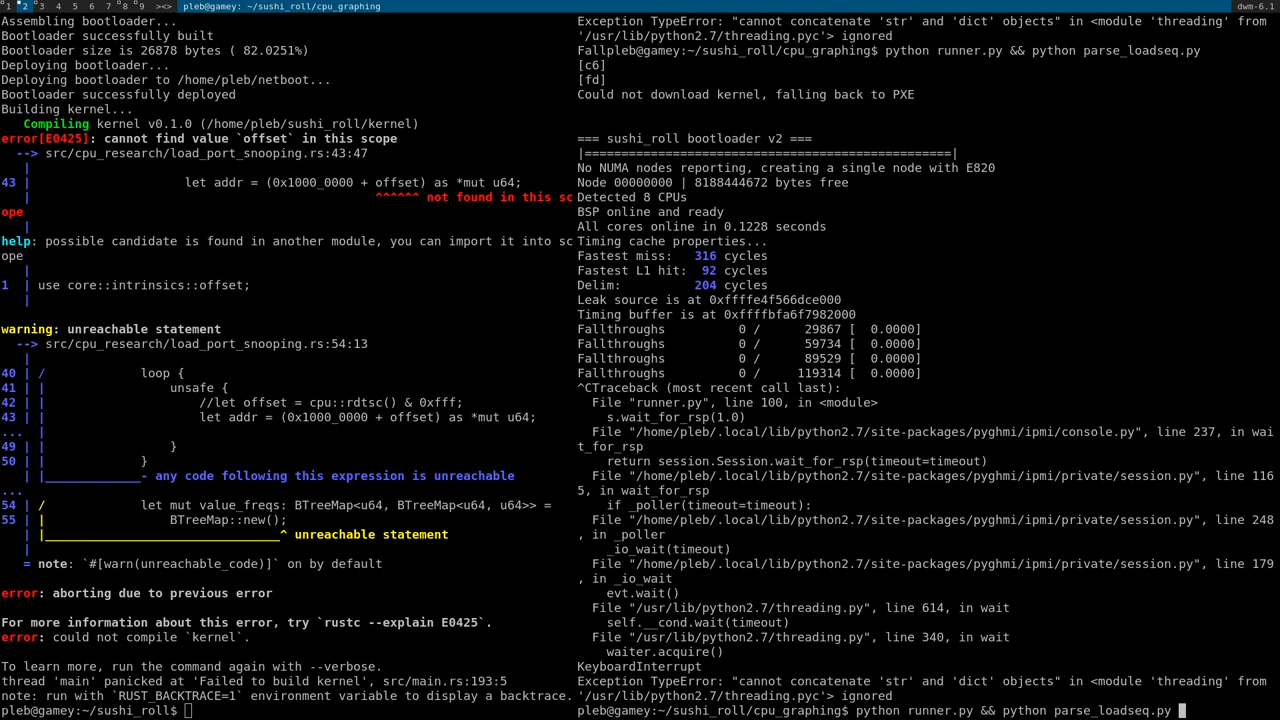 1 2 3 4 5 6 7 8 9 ><> pleb@gamey: ~/sushi_roll/cpu_graphing dwm-6.1
Assembling bootloader...
Bootloader successfully built
Bootloader size is 26878 bytes ( 82.0251%)
Deploying bootloader...
Deploying bootloader to /home/pleb/netboot...
Bootloader successfully deployed
Building kernel...
   Compiling kernel v0.1.0 (/home/pleb/sushi_roll/kernel)
error[E0425]: cannot find value `offset` in this scope
  --> src/cpu_research/load_port_snooping.rs:43:47
   |
43 |                     let addr = (0x1000_0000 + offset) as *mut u64;
   |                                               ^^^^^^ not found in this sc
ope
   |
help: possible candidate is found in another module, you can import it into sc
ope
   |
1  | use core::intrinsics::offset;
   |
warning: unreachable statement
  --> src/cpu_research/load_port_snooping.rs:54:13
   |
40 | /             loop {
41 | |                 unsafe {
42 | |                     //let offset = cpu::rdtsc() & 0xfff;
43 | |                     let addr = (0x1000_0000 + offset) as *mut u64;
...  |
49 | |                 }
50 | |             }
   | |_____________- any code following this expression is unreachable
...
54 | /             let mut value_freqs: BTreeMap<u64, BTreeMap<u64, u64>> =
55 | |                 BTreeMap::new();
   | |________________________________^ unreachable statement
   |
   = note: `#[warn(unreachable_code)]` on by default
error: aborting due to previous error
For more information about this error, try `rustc --explain E0425`.
error: could not compile `kernel`.
To learn more, run the command again with --verbose.
thread 'main' panicked at 'Failed to build kernel', src/main.rs:193:5
note: run with `RUST_BACKTRACE=1` environment variable to display a backtrace.
pleb@gamey:~/sushi_roll$
Exception TypeError: "cannot concatenate 'str' and 'dict' objects" in <module 'threading' from
'/usr/lib/python2.7/threading.pyc'> ignored
Fallpleb@gamey:~/sushi_roll/cpu_graphing$ python runner.py && python parse_loadseq.py
[c6]
[fd]
Could not download kernel, falling back to PXE
=== sushi_roll bootloader v2 ===
|==================================================|
No NUMA nodes reporting, creating a single node with E820
Node 00000000 | 8188444672 bytes free
Detected 8 CPUs
BSP online and ready
All cores online in 0.1228 seconds
Timing cache properties...
Fastest miss:   316 cycles
Fastest L1 hit:  92 cycles
Delim:          204 cycles
Leak source is at 0xffffe4f566dce000
Timing buffer is at 0xffffbfa6f7982000
Fallthroughs          0 /      29867 [  0.0000]
Fallthroughs          0 /      59734 [  0.0000]
Fallthroughs          0 /      89529 [  0.0000]
Fallthroughs          0 /     119314 [  0.0000]
^CTraceback (most recent call last):
  File "runner.py", line 100, in <module>
    s.wait_for_rsp(1.0)
  File "/home/pleb/.local/lib/python2.7/site-packages/pyghmi/ipmi/console.py", line 237, in wai
t_for_rsp
    return session.Session.wait_for_rsp(timeout=timeout)
  File "/home/pleb/.local/lib/python2.7/site-packages/pyghmi/ipmi/private/session.py", line 116
5, in wait_for_rsp
    if _poller(timeout=timeout):
  File "/home/pleb/.local/lib/python2.7/site-packages/pyghmi/ipmi/private/session.py", line 248
, in _poller
    _io_wait(timeout)
  File "/home/pleb/.local/lib/python2.7/site-packages/pyghmi/ipmi/private/session.py", line 179
, in _io_wait
    evt.wait()
  File "/usr/lib/python2.7/threading.py", line 614, in wait
    self.__cond.wait(timeout)
  File "/usr/lib/python2.7/threading.py", line 340, in wait
    waiter.acquire()
KeyboardInterrupt
Exception TypeError: "cannot concatenate 'str' and 'dict' objects" in <module 'threading' from
'/usr/lib/python2.7/threading.pyc'> ignored
pleb@gamey:~/sushi_roll/cpu_graphing$ python runner.py && python parse_loadseq.py